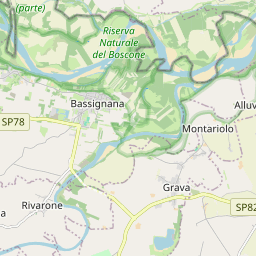 (parte)
Riserva
Naturale
del Boscone
Bassignana
Alluv
SP78
Montariolo
Grava
Rivarone
SP82
a